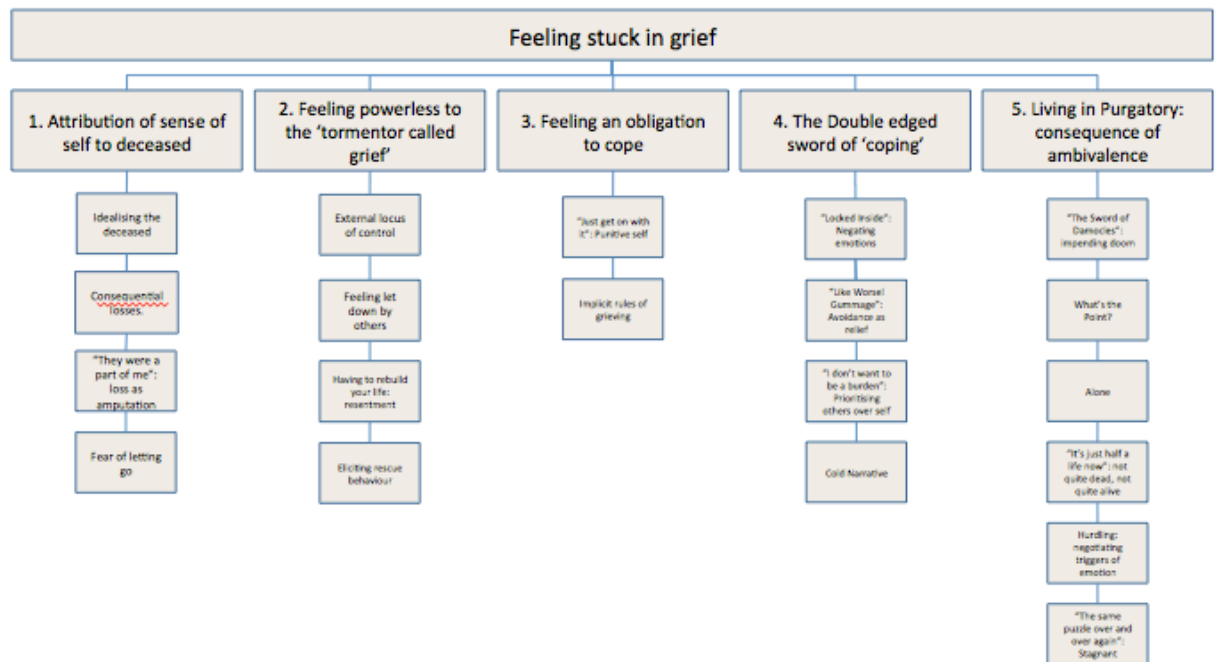 Feeling stuck in grief
1. Attribution of sense of
self to deceased
Idealising the
deceased
Consequential
losses.
"They were a
part of me":
loss as
amputation
Fear of letting
go
2. Feeling powerless to
the ‘tormentor called
grief’
External locus
of control
Feeling let
down by
others
Having to rebuild
your life:
resentment
Eliciting rescue
behaviour
3. Feeling an obligation
to cope
"Just get on with
it": Punitive self
Implicit rules of
grieving
4. The Double edged
sword of ‘coping’
"Locked Inside":
Negating
emotions
"Like Worsel
Gummage":
Avoidance as
relief
"I don't want to
be a burden":
Prioritising
others over self
Cold Narrative
5. Living in Purgatory:
consequence of
ambivalence
"The Sword of
Damocles":
impending doom
What's the
Point?
Alone
"It's just half a
life now": not
quite dead, not
quite alive
Hurdling:
negotiating
triggers of
emotion
"The same
puzzle over and
over again":
Stagnant